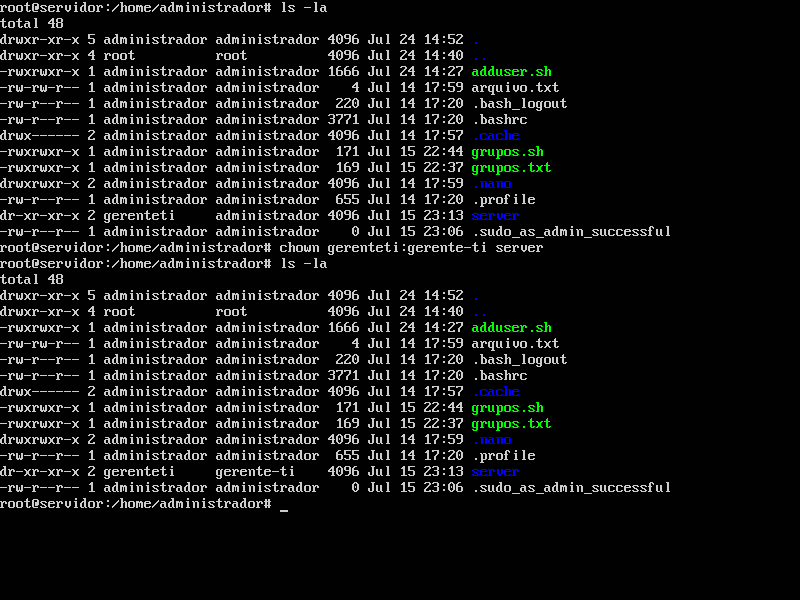 root@servidor:/home/administrador# ls -la
total 48
drwxr-xr-x 5 administrador administrador 4096 Jul 24 14:52 .
drwxr-xr-x 4 root          root          4096 Jul 24 14:40 ..
-rwxrwxr-x 1 administrador administrador 1666 Jul 24 14:27 adduser.sh
-rw-rw-r-- 1 administrador administrador    4 Jul 14 17:59 arquivo.txt
-rw-r--r-- 1 administrador administrador  220 Jul 14 17:20 .bash_logout
-rw-r--r-- 1 administrador administrador 3771 Jul 14 17:20 .bashrc
drwx------ 2 administrador administrador 4096 Jul 14 17:57 .cache
-rwxrwxr-x 1 administrador administrador  171 Jul 15 22:44 grupos.sh
-rwxrwxr-x 1 administrador administrador  169 Jul 15 22:37 grupos.txt
drwxrwxr-x 2 administrador administrador 4096 Jul 14 17:59 .nano
-rw-r--r-- 1 administrador administrador  655 Jul 14 17:20 .profile
dr-xr-xr-x 2 gerenteti     administrador 4096 Jul 15 23:13 server
-rw-r--r-- 1 administrador administrador    0 Jul 15 23:06 .sudo_as_admin_successful
root@servidor:/home/administrador# chown gerenteti:gerente-ti server
root@servidor:/home/administrador# ls -la
total 48
drwxr-xr-x 5 administrador administrador 4096 Jul 24 14:52 .
drwxr-xr-x 4 root          root          4096 Jul 24 14:40 ..
-rwxrwxr-x 1 administrador administrador 1666 Jul 24 14:27 adduser.sh
-rw-rw-r-- 1 administrador administrador    4 Jul 14 17:59 arquivo.txt
-rw-r--r-- 1 administrador administrador  220 Jul 14 17:20 .bash_logout
-rw-r--r-- 1 administrador administrador 3771 Jul 14 17:20 .bashrc
drwx------ 2 administrador administrador 4096 Jul 14 17:57 .cache
-rwxrwxr-x 1 administrador administrador  171 Jul 15 22:44 grupos.sh
-rwxrwxr-x 1 administrador administrador  169 Jul 15 22:37 grupos.txt
drwxrwxr-x 2 administrador administrador 4096 Jul 14 17:59 .nano
-rw-r--r-- 1 administrador administrador  655 Jul 14 17:20 .profile
dr-xr-xr-x 2 gerenteti     gerente-ti    4096 Jul 15 23:13 server
-rw-r--r-- 1 administrador administrador    0 Jul 15 23:06 .sudo_as_admin_successful
root@servidor:/home/administrador# _